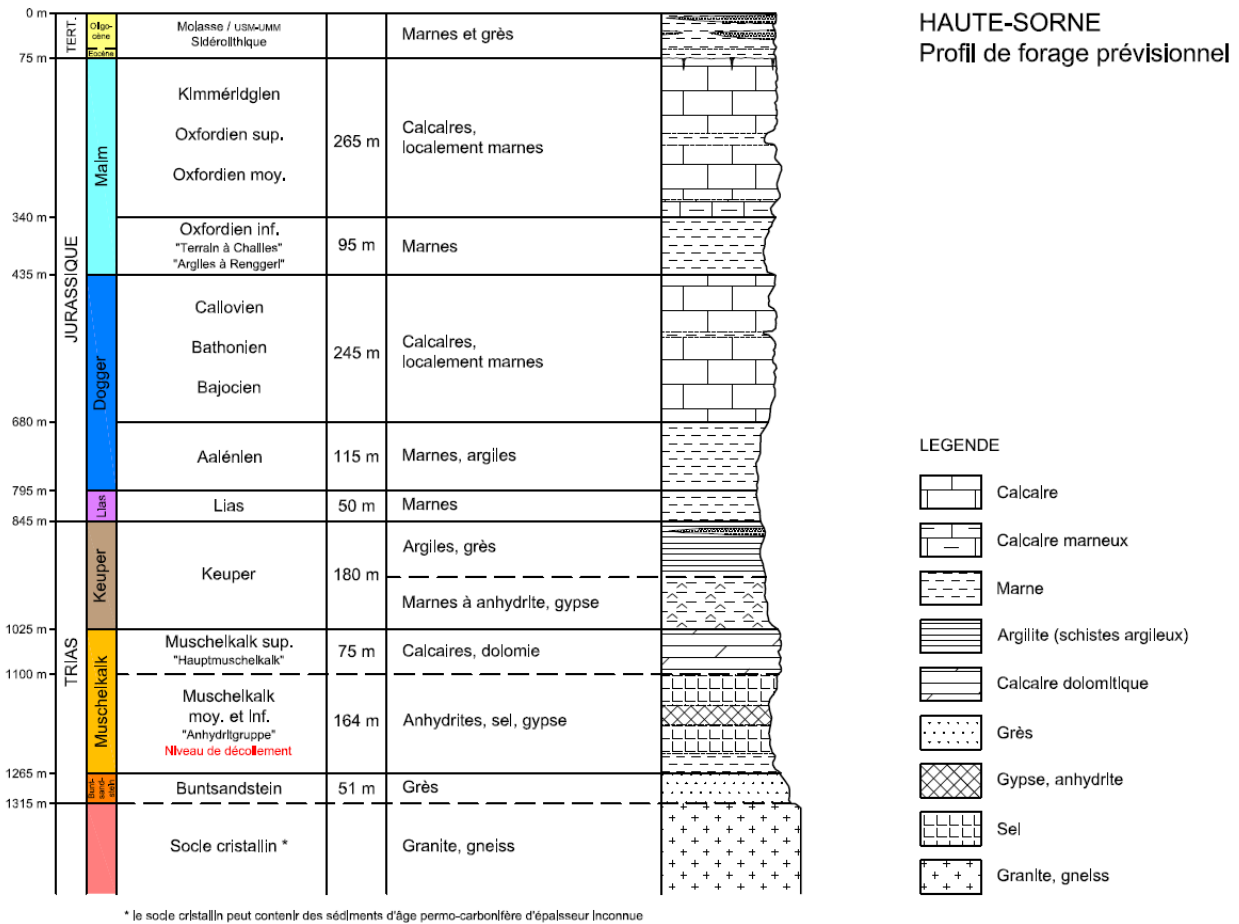 HAUTE-SORNE
Profil de forage prévisionnel
0 m
TERT.
Oligo-
cène
Eocène
Molasse / USM-UMM
Sidérolithique
Marnes et grès
75 m
JURASSIQUE
Malm
Kimméridgien
Oxfordien sup.
Oxfordien moy.
265 m
Calcaires,
localement marnes
340 m
Oxfordien inf.
"Terrain à Chailles"
"Argiles à Renggeri"
95 m
Marnes
435 m
Dogger
Callovien
Bathonien
Bajocien
245 m
Calcaires,
localement marnes
680 m
Aalénien
115 m
Marnes, argiles
795 m
Lias
Lias
50 m
Marnes
845 m
TRIAS
Keuper
Keuper
180 m
Argiles, grès
Marnes à anhydrite, gypse
1025 m
Muschelkalk
Muschelkalk sup.
"Hauptmuschelkalk"
75 m
Calcaires, dolomie
1100 m
Muschelkalk
moy. et inf.
"Anhydritgruppe"
Niveau de décollement
164 m
Anhydrites, sel, gypse
1265 m
Bunt-
sand-
stein
Buntsandstein
51 m
Grès
1315 m
Socle cristallin *
Granite, gneiss
* le socle cristallin peut contenir des sédiments d'âge permo-carbonifère d'épaisseur inconnue
LEGENDE
Calcaire
Calcaire marneux
Marne
Argilite (schistes argileux)
Calcaire dolomitique
Grès
Gypse, anhydrite
Sel
Granite, gneiss